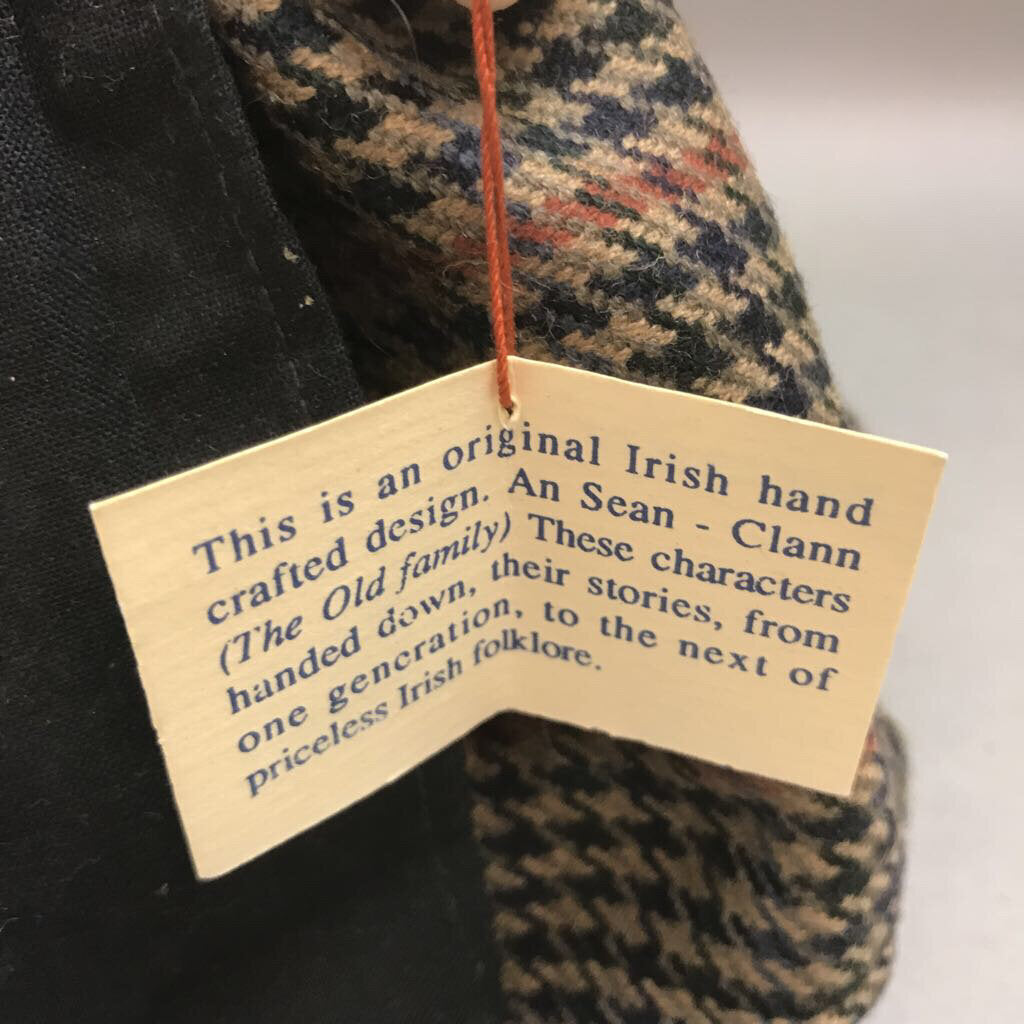 This is an original Irish hand
crafted design. An Sean - Clann
(The Old family) These characters
handed down, their stories, from
one generation, to the next of
priceless Irish folklore.